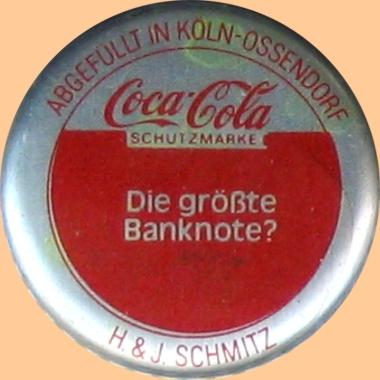 ABGEFÜLLT IN KÖLN-OSSENDORF
Coca-Cola
SCHUTZMARKE
Die größte
Banknote?
H. & J. SCHMITZ